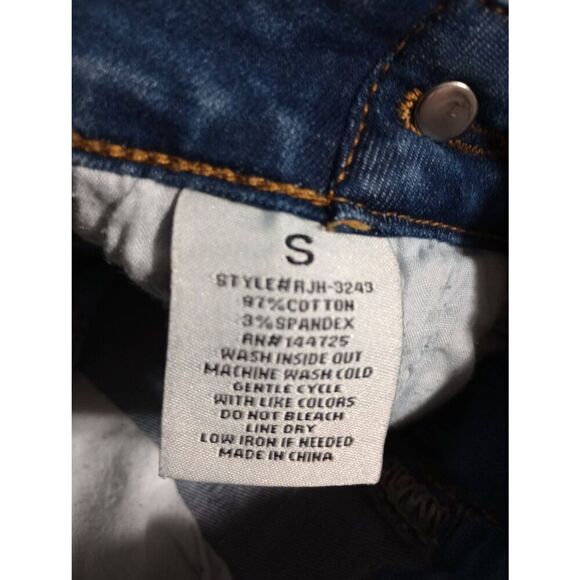 S
STYLE#RJH-3243
97%COTTON
3%SPANDEX
RN#144725
WASH INSIDE OUT
MACHINE WASH COLD
GENTLE CYCLE
WITH LIKE COLORS
DO NOT BLEACH
LINE DRY
LOW IRON IF NEEDED
MADE IN CHINA